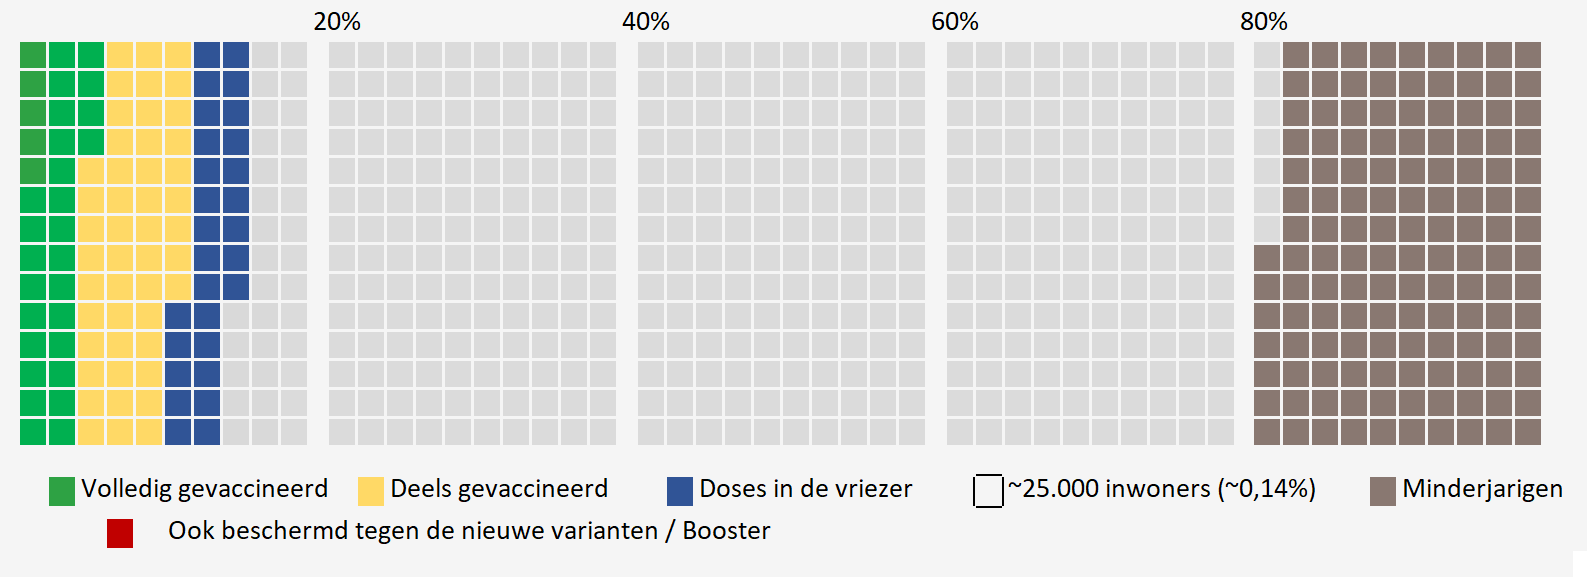 20% 40% 60% 80%
Volledig gevaccineerd Deels gevaccineerd Doses in de vriezer ~25.000 inwoners (~0,14%) Minderjarigen
Ook beschermd tegen de nieuwe varianten / Booster